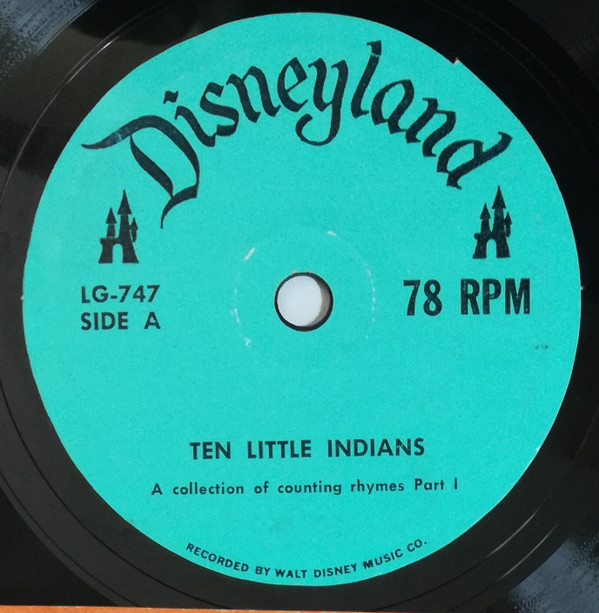 Disneyland
LG-747
SIDE A
78 RPM
TEN LITTLE INDIANS
A collection of counting rhymes Part I
RECORDED BY WALT DISNEY MUSIC CO.